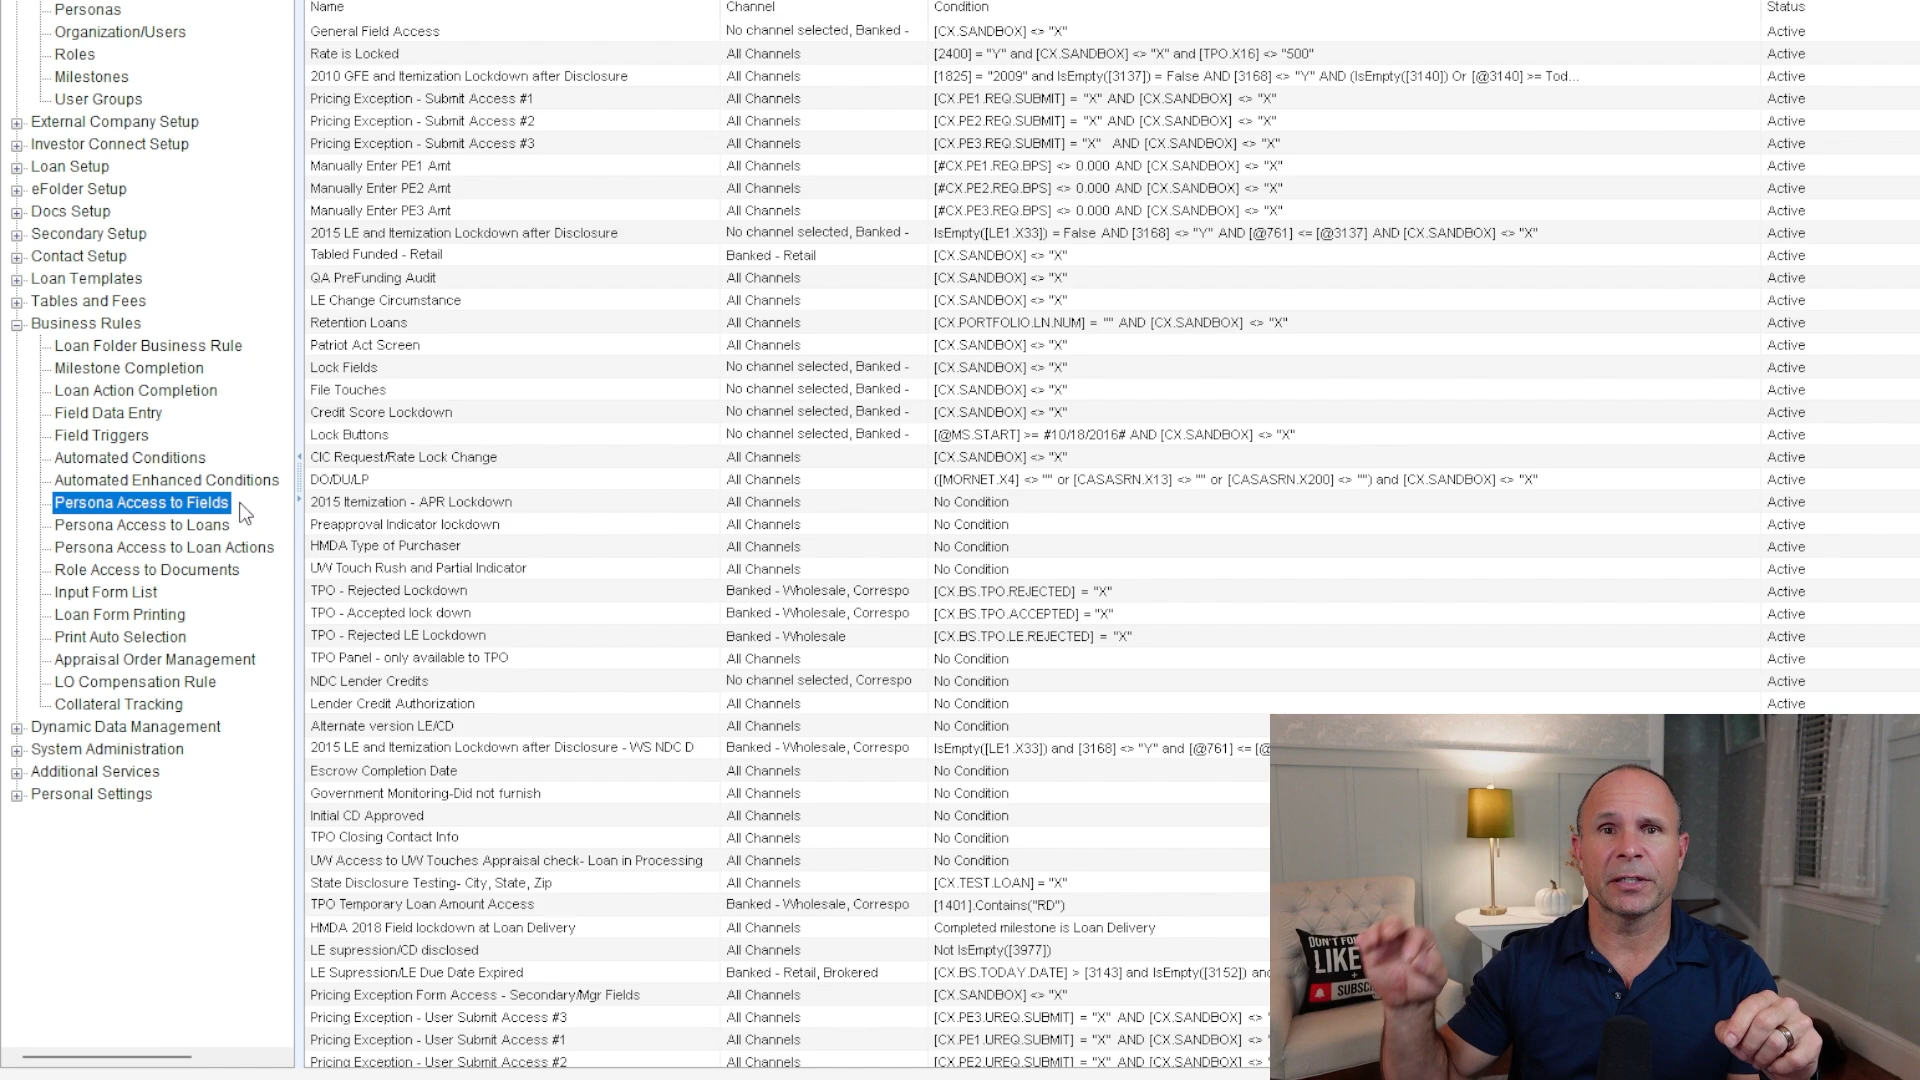 Personas
Organization/Users
Roles
Milestones
User Groups
External Company Setup
Investor Connect Setup
Loan Setup
eFolder Setup
Docs Setup
Secondary Setup
Contact Setup
Loan Templates
Tables and Fees
Business Rules
Loan Folder Business Rule
Milestone Completion
Loan Action Completion
Field Data Entry
Field Triggers
Automated Conditions
Automated Enhanced Conditions
Persona Access to Fields
Persona Access to Loans
Persona Access to Loan Actions
Role Access to Documents
Input Form List
Loan Form Printing
Print Auto Selection
Appraisal Order Management
LO Compensation Rule
Collateral Tracking
Dynamic Data Management
System Administration
Additional Services
Personal Settings
Name Channel Condition Status
General Field Access No channel selected, Banked - [CX.SANDBOX] <> "X" Active
Rate is Locked All Channels [2400] = "Y" and [CX.SANDBOX] <> "X" and [TPO.X16] <> "500" Active
2010 GFE and Itemization Lockdown after Disclosure All Channels [1825] = "2009" and IsEmpty([3137]) = False AND [3168] <> "Y" AND (IsEmpty([3140]) Or [@3140] >= Tod... Active
Pricing Exception - Submit Access #1 All Channels [CX.PE1.REQ.SUBMIT] = "X" AND [CX.SANDBOX] <> "X" Active
Pricing Exception - Submit Access #2 All Channels [CX.PE2.REQ.SUBMIT] = "X" AND [CX.SANDBOX] <> "X" Active
Pricing Exception - Submit Access #3 All Channels [CX.PE3.REQ.SUBMIT] = "X" AND [CX.SANDBOX] <> "X" Active
Manually Enter PE1 Amt All Channels [#CX.PE1.REQ.BPS] <> 0.000 AND [CX.SANDBOX] <> "X" Active
Manually Enter PE2 Amt All Channels [#CX.PE2.REQ.BPS] <> 0.000 AND [CX.SANDBOX] <> "X" Active
Manually Enter PE3 Amt All Channels [#CX.PE3.REQ.BPS] <> 0.000 AND [CX.SANDBOX] <> "X" Active
2015 LE and Itemization Lockdown after Disclosure No channel selected, Banked - IsEmpty([LE1.X33]) = False AND [3168] <> "Y" AND [@761] <= [@3137] AND [CX.SANDBOX] <> "X" Active
Tabled Funded - Retail Banked - Retail [CX.SANDBOX] <> "X" Active
QA PreFunding Audit All Channels [CX.SANDBOX] <> "X" Active
LE Change Circumstance All Channels [CX.SANDBOX] <> "X" Active
Retention Loans All Channels [CX.PORTFOLIO.LN.NUM] = "" AND [CX.SANDBOX] <> "X" Active
Patriot Act Screen All Channels [CX.SANDBOX] <> "X" Active
Lock Fields No channel selected, Banked - [CX.SANDBOX] <> "X" Active
File Touches No channel selected, Banked - [CX.SANDBOX] <> "X" Active
Credit Score Lockdown No channel selected, Banked - [CX.SANDBOX] <> "X" Active
Lock Buttons No channel selected, Banked - [@MS.START] >= #10/18/2016# AND [CX.SANDBOX] <> "X" Active
CIC Request/Rate Lock Change All Channels [CX.SANDBOX] <> "X" Active
DO/DU/LP All Channels ([MORNET.X4] <> "" or [CASASRN.X13] <> "" or [CASASRN.X200] <> "") and [CX.SANDBOX] <> "X" Active
2015 Itemization - APR Lockdown All Channels No Condition Active
Preapproval Indicator lockdown All Channels No Condition Active
HMDA Type of Purchaser All Channels No Condition Active
UW Touch Rush and Partial Indicator All Channels No Condition Active
TPO - Rejected Lockdown Banked - Wholesale, Correspo [CX.BS.TPO.REJECTED] = "X" Active
TPO - Accepted lock down Banked - Wholesale, Correspo [CX.BS.TPO.ACCEPTED] = "X" Active
TPO - Rejected LE Lockdown Banked - Wholesale [CX.BS.TPO.LE.REJECTED] = "X" Active
TPO Panel - only available to TPO All Channels No Condition Active
NDC Lender Credits No channel selected, Correspo No Condition Active
Lender Credit Authorization All Channels No Condition Active
Alternate version LE/CD All Channels No Condition
2015 LE and Itemization Lockdown after Disclosure - WS NDC D Banked - Wholesale, Correspo IsEmpty([LE1.X33]) and [3168] <> "Y" and [@761] <= [@
Escrow Completion Date All Channels No Condition
Government Monitoring-Did not furnish All Channels No Condition
Initial CD Approved All Channels No Condition
TPO Closing Contact Info All Channels No Condition
UW Access to UW Touches Appraisal check- Loan in Processing All Channels No Condition
State Disclosure Testing- City, State, Zip All Channels [CX.TEST.LOAN] = "X"
TPO Temporary Loan Amount Access Banked - Wholesale, Correspo [1401].Contains("RD")
HMDA 2018 Field lockdown at Loan Delivery All Channels Completed milestone is Loan Delivery
LE supression/CD disclosed All Channels Not IsEmpty([3977])
LE Supression/LE Due Date Expired Banked - Retail, Brokered [CX.BS.TODAY.DATE] > [3143] and IsEmpty([3152]) and
Pricing Exception Form Access - Secondary/Mgr Fields All Channels [CX.SANDBOX] <> "X"
Pricing Exception - User Submit Access #3 All Channels [CX.PE3.UREQ.SUBMIT] = "X" AND [CX.SANDBOX] <>
Pricing Exception - User Submit Access #1 All Channels [CX.PE1.UREQ.SUBMIT] = "X" AND [CX.SANDBOX] <>
Pricing Exception - User Submit Access #2 All Channels [CX.PE2.UREQ.SUBMIT] = "X" AND [CX.SANDBOX] <>
DON'T FO
LIKE
+
SUBSC